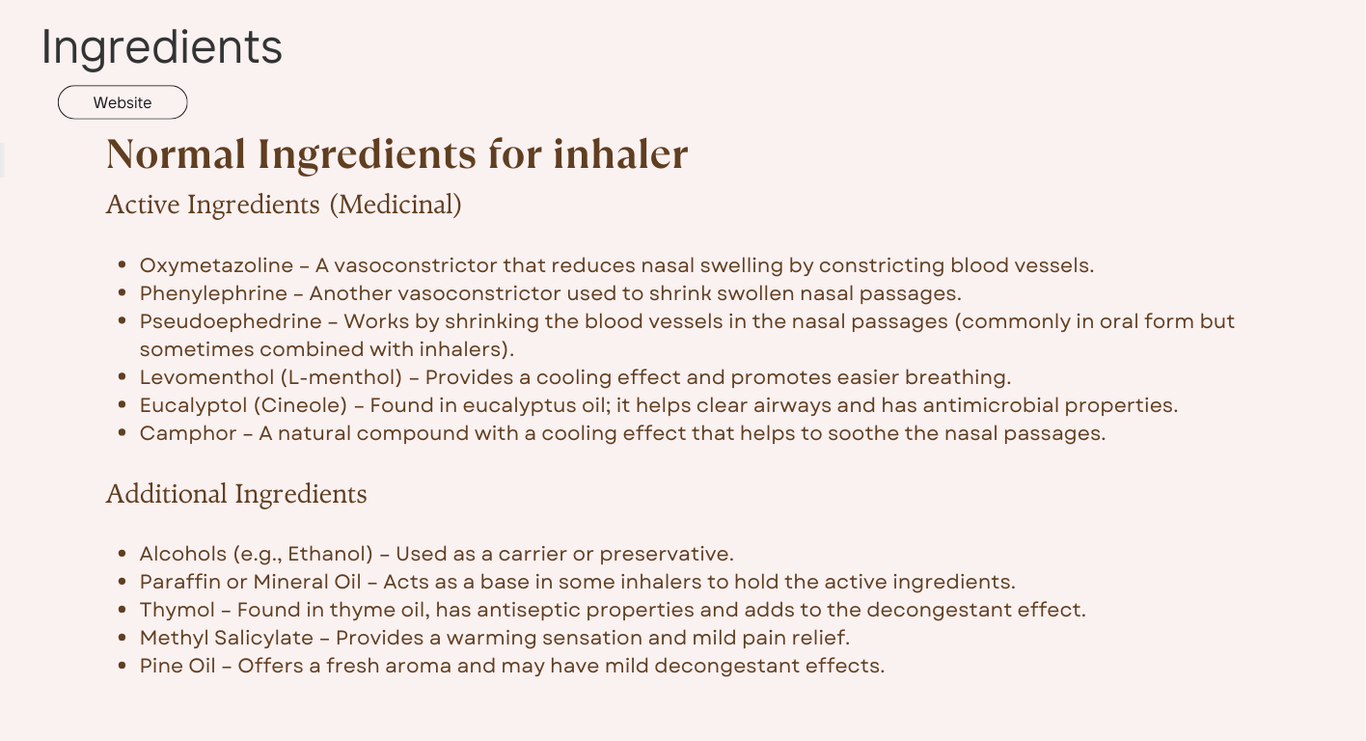 Ingredients
Website
Normal Ingredients for inhaler
Active Ingredients (Medicinal)
• Oxymetazoline – A vasoconstrictor that reduces nasal swelling by constricting blood vessels.
• Phenylephrine – Another vasoconstrictor used to shrink swollen nasal passages.
• Pseudoephedrine – Works by shrinking the blood vessels in the nasal passages (commonly in oral form but
sometimes combined with inhalers).
• Levomenthol (L-menthol) – Provides a cooling effect and promotes easier breathing.
• Eucalyptol (Cineole) – Found in eucalyptus oil; it helps clear airways and has antimicrobial properties.
• Camphor – A natural compound with a cooling effect that helps to soothe the nasal passages.
Additional Ingredients
• Alcohols (e.g., Ethanol) – Used as a carrier or preservative.
• Paraffin or Mineral Oil – Acts as a base in some inhalers to hold the active ingredients.
• Thymol – Found in thyme oil, has antiseptic properties and adds to the decongestant effect.
• Methyl Salicylate – Provides a warming sensation and mild pain relief.
• Pine Oil – Offers a fresh aroma and may have mild decongestant effects.